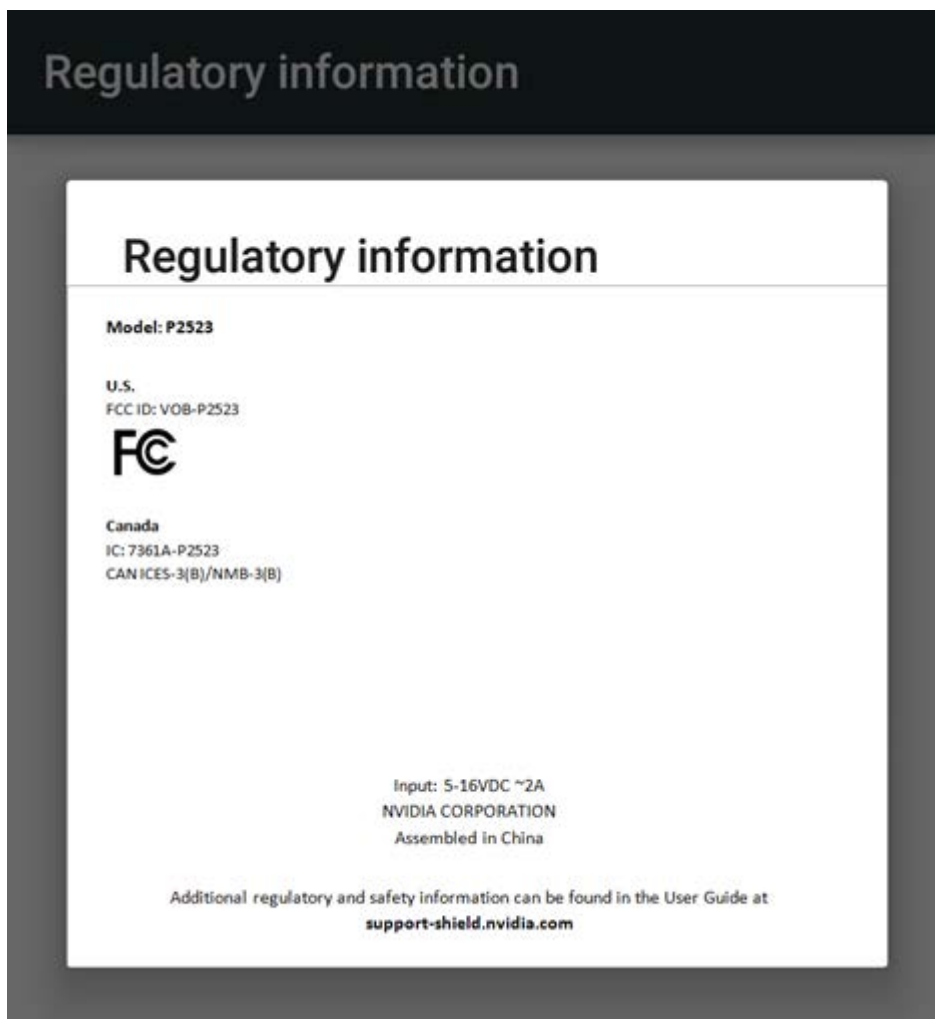 Regulatory information
Regulatory information
Model: P2523
U.S.
FCC ID: VOB-P2523
FC
Canada
IC: 7361A-P2523
CAN ICES-3(B)/NMB-3(B)
Input: 5-16VDC ~2A
NVIDIA CORPORATION
Assembled in China
Additional regulatory and safety information can be found in the User Guide at
support-shield.nvidia.com